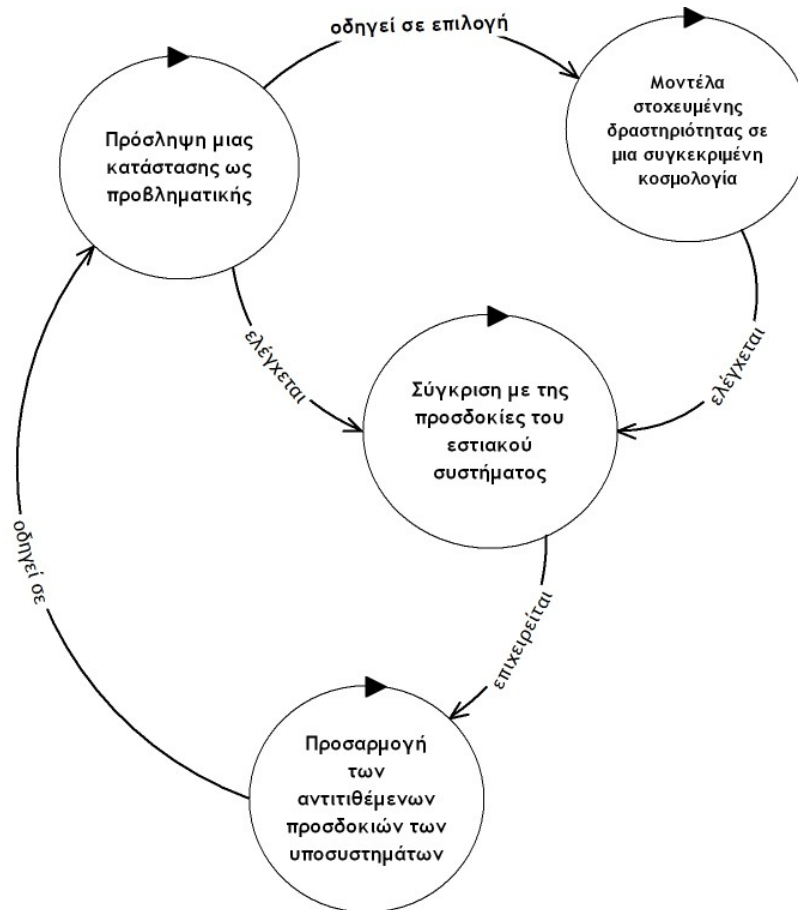 οδηγεί σε επιλογή
Πρόσληψη μιας
κατάστασης ως
προβληματικής
Μοντέλα
στοχευμένης
δραστηριότητας σε
μια συγκεκριμένη
κοσμολογία
ελέγχεται
ελέγχεται
Σύγκριση με της
προσδοκίες του
εστιακού
συστήματος
οδηγεί σε
επιχειρείται
Προσαρμογή
των
αντιτιθέμενων
προσδοκιών των
υποσυστημάτων